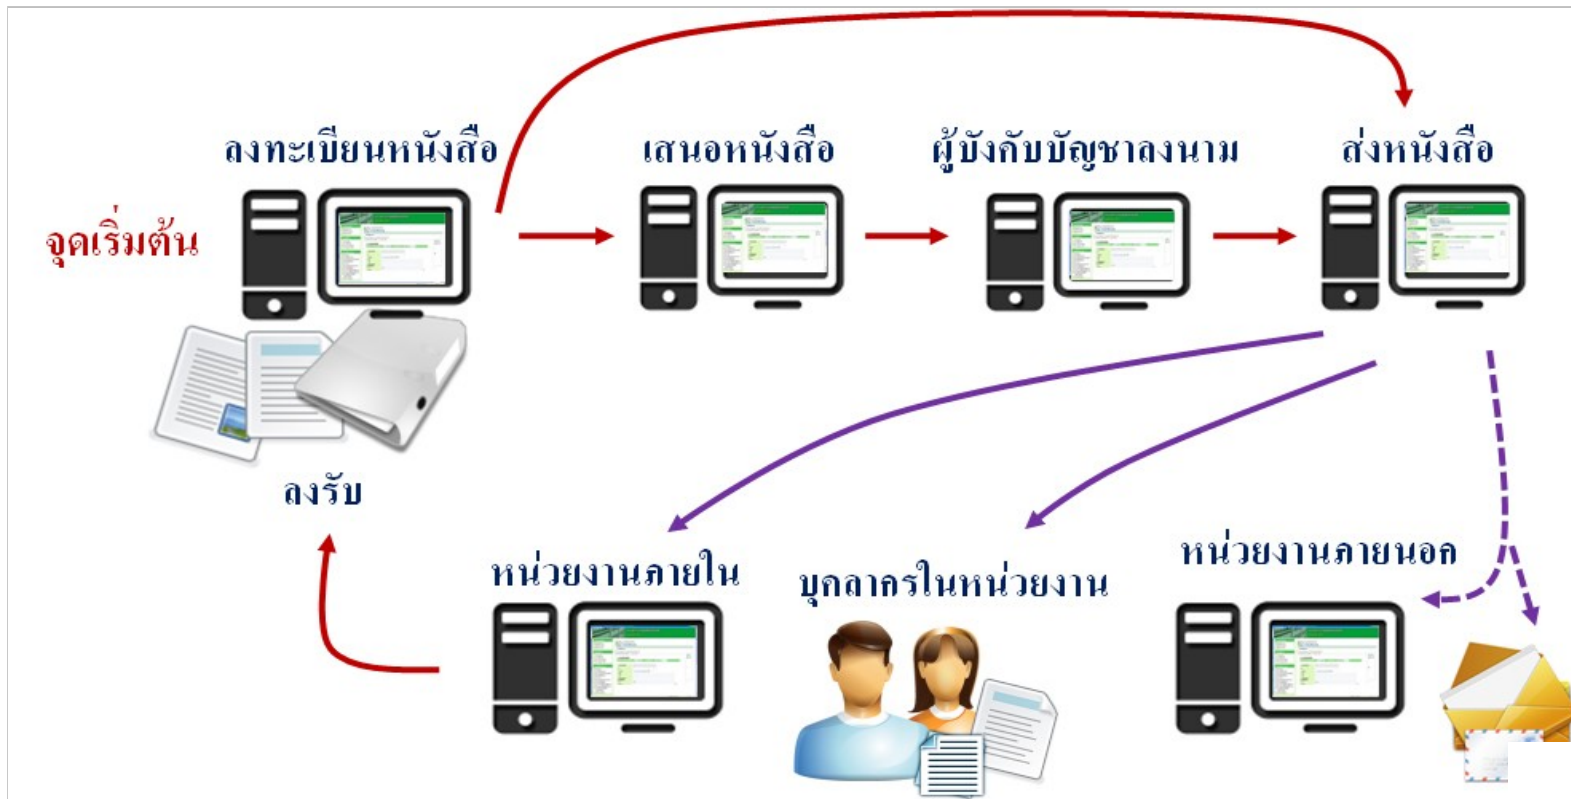 ลงทะเบียนหนังสือ
เสนอหนังสือ
ผู้บังคับบัญชาลงนาม
ส่งหนังสือ
จุดเริ่มต้น
ลงรับ
หน่วยงานภายใน
บุคลากรในหน่วยงาน
หน่วยงานภายนอก